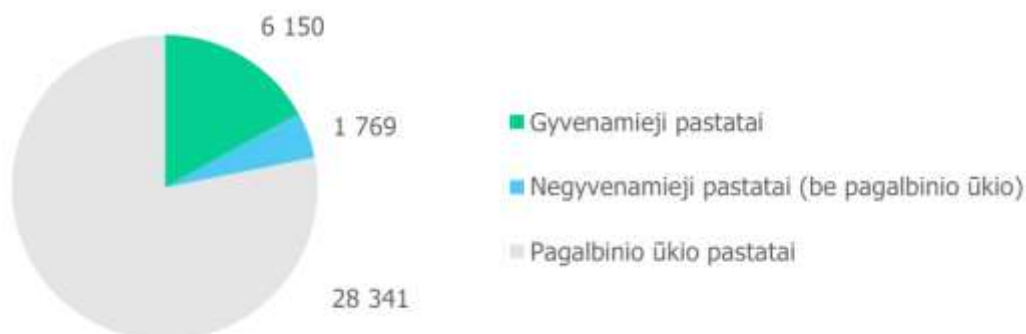 6 150
1 769
28 341
Gyvenamieji pastatai
Negyvenamieji pastatai (be pagalbinio ūkio)
Pagalbinio ūkio pastatai